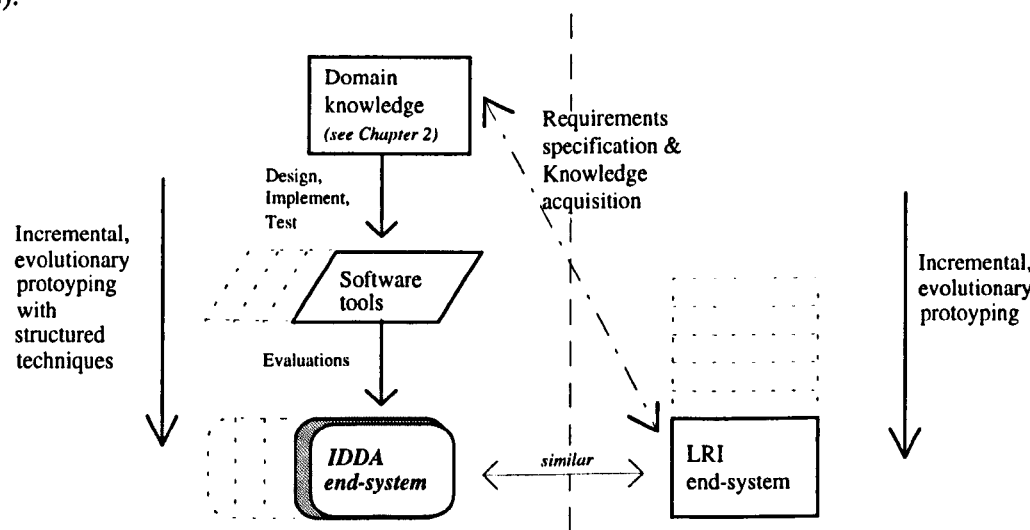 Domain
knowledge
(see Chapter 2)
Requirements
specification &
Knowledge
acquisition
Design,
Implement,
Test
Incremental,
evolutionary
protoyping
with
structured
techniques
Software
tools
Incremental,
evolutionary
protoyping
Evaluations
IDDA
end-system
similar
LRI
end-system